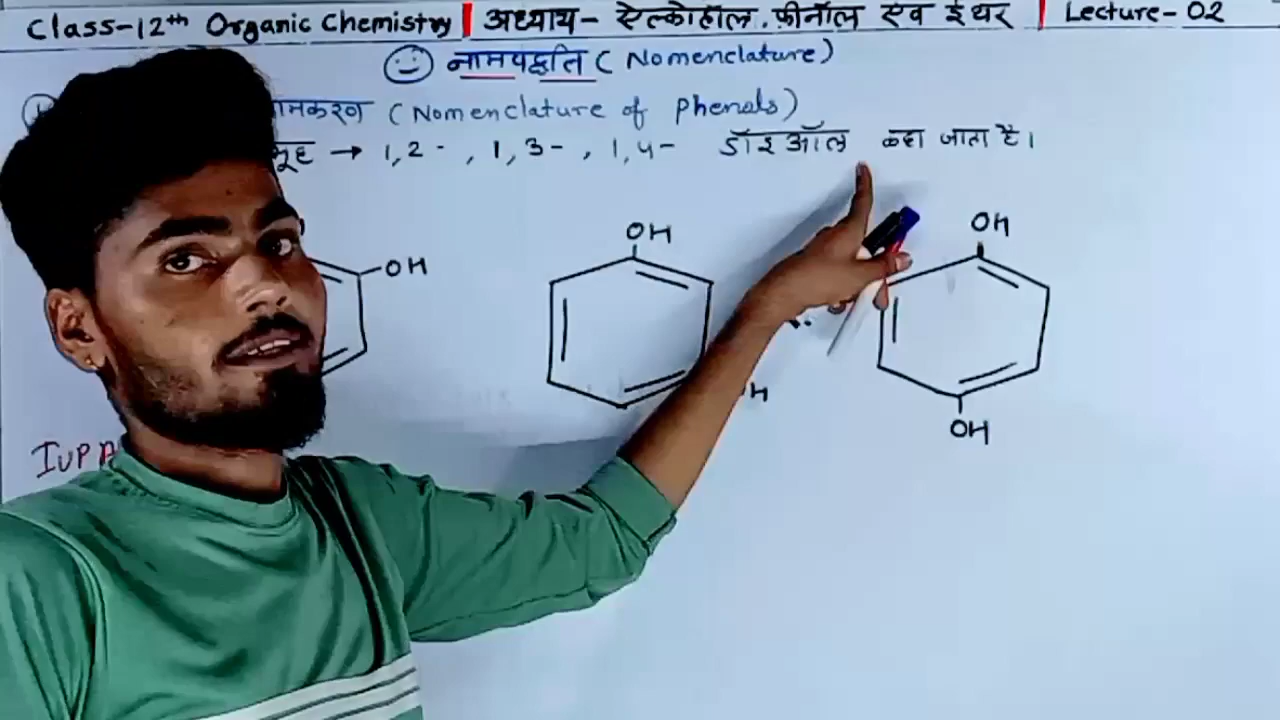 Class-12th Organic Chemistry | अध्याय- ऐल्कोहॉल. फ़ीनॉल एव ईथर | Lecture-02
नामपद्धति ( Nomenclature )
(Nomenclature of Phenols)
→ 1,2 - , 1,3- , 1,4- डॉइऑल कहा जाता है।
OH
OH
OH
OH
IUPA